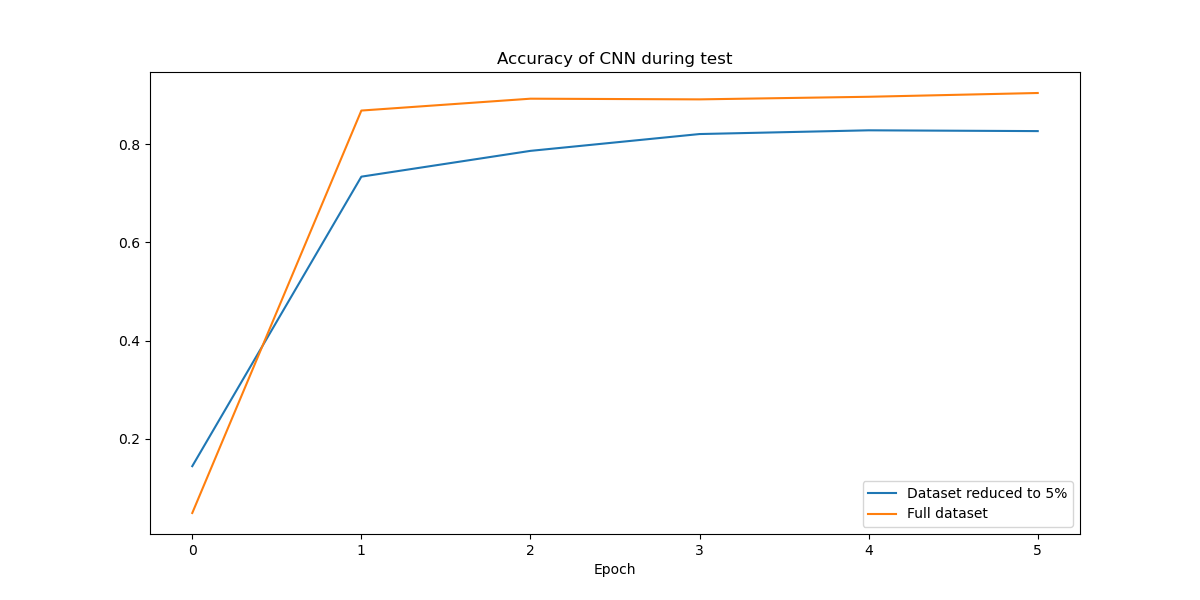 Accuracy of CNN during test
0.8
0.6
0.4
0.2
Dataset reduced to 5%
Full dataset
0 1 2 3 4 5
Epoch